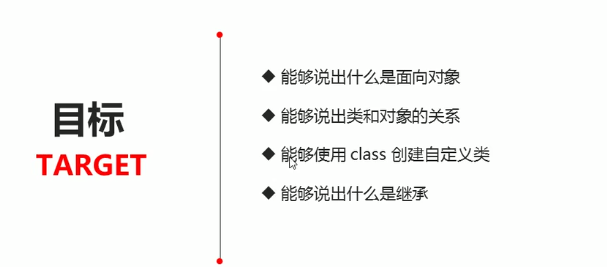 目标
TARGET
◆ 能够说出什么是面向对象
◆ 能够说出类和对象的关系
◆ 能够使用 class 创建自定义类
◆ 能够说出什么是继承